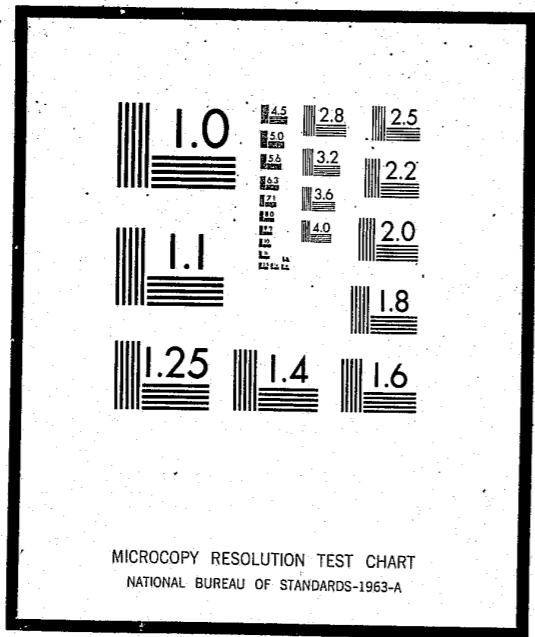 1.0
4.5 2.8 2.5
5.0
5.6 3.2 2.2
6.3
7.1 3.6
8.0
4.0 2.0
1.1
1.8
1.25 1.4 1.6
MICROCOPY RESOLUTION TEST CHART
NATIONAL BUREAU OF STANDARDS-1963-A